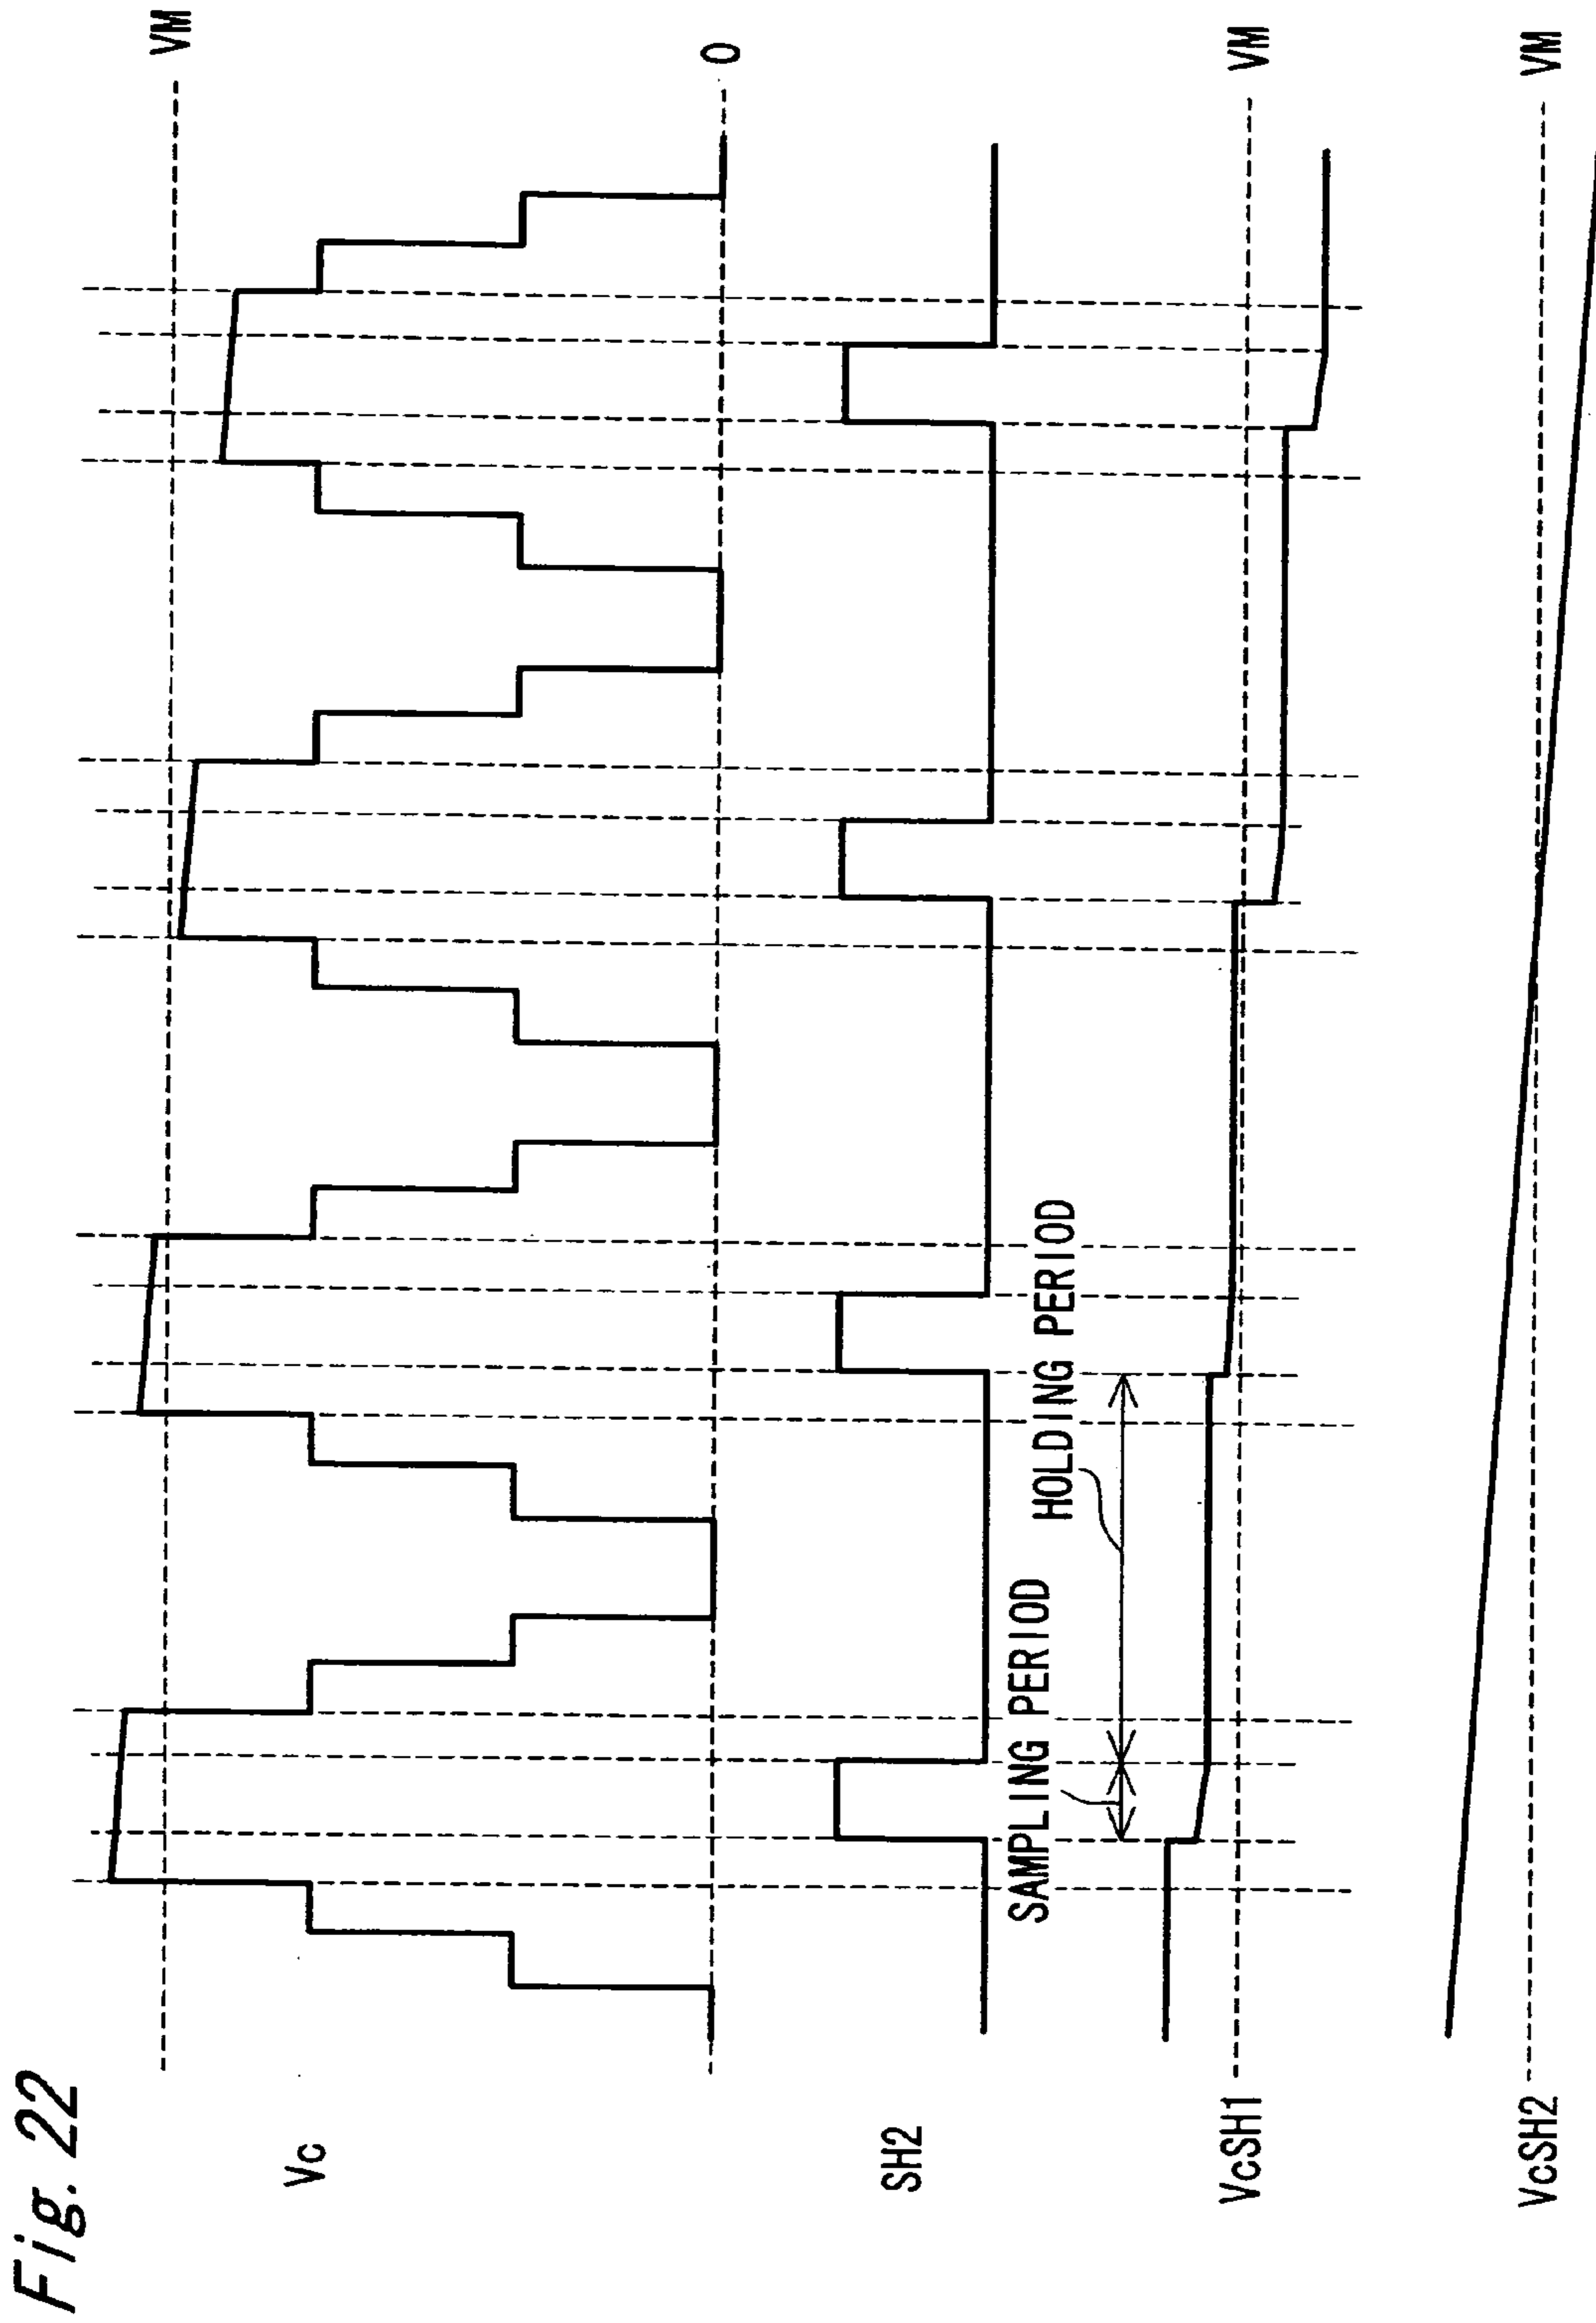 Fig. 22
Vc
VM
0
SH2
SAMPLING PERIOD
HOLDING PERIOD
VcSH1
VM
VcSH2
VM